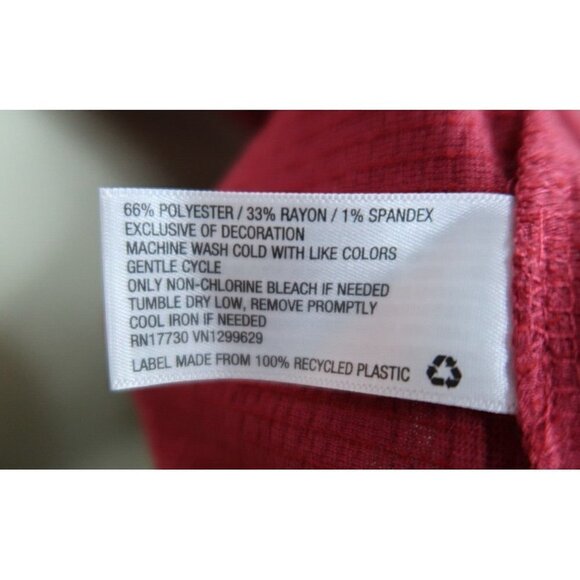 66% POLYESTER / 33% RAYON / 1% SPANDEX
EXCLUSIVE OF DECORATION
MACHINE WASH COLD WITH LIKE COLORS
GENTLE CYCLE
ONLY NON-CHLORINE BLEACH IF NEEDED
TUMBLE DRY LOW, REMOVE PROMPTLY
COOL IRON IF NEEDED
RN17730 VN1299629
LABEL MADE FROM 100% RECYCLED PLASTIC